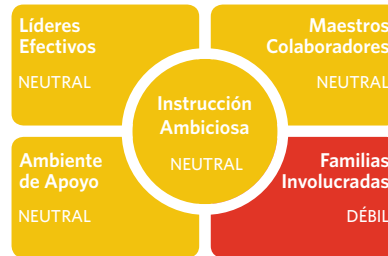 Líderes
Efectivos
NEUTRAL
Maestros
Colaboradores
NEUTRAL
Instrucción
Ambiciosa
NEUTRAL
Ambiente
de Apoyo
NEUTRAL
Familias
Involucradas
DÉBIL